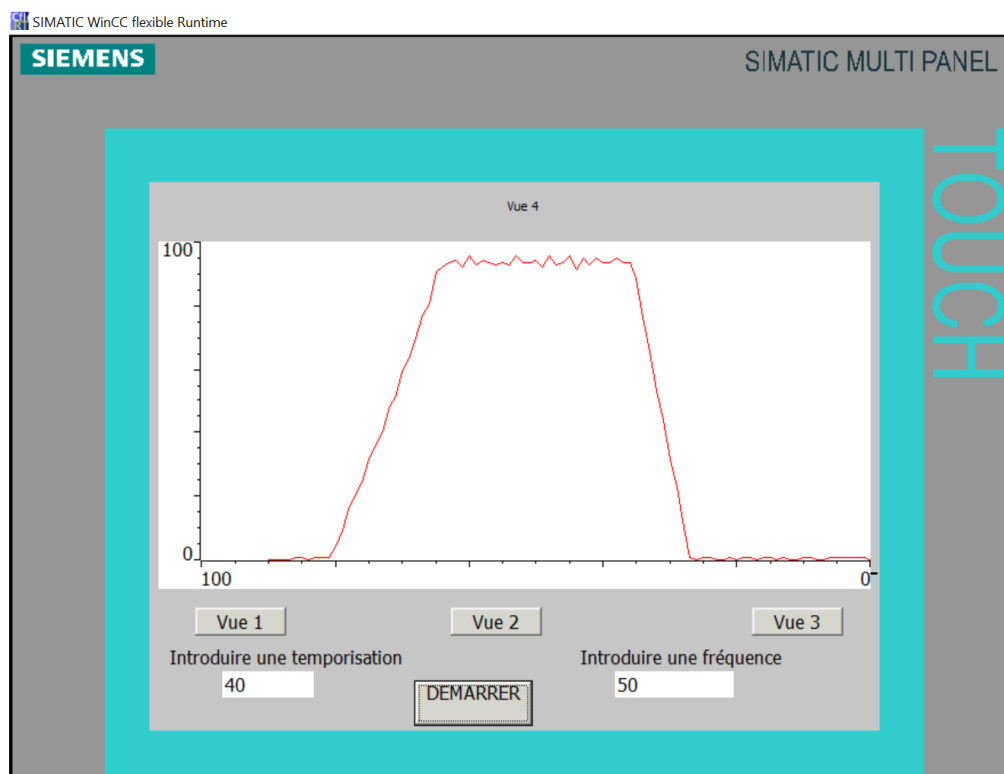 SIMATIC WinCC flexible Runtime
SIEMENS
SIMATIC MULTI PANEL
TOUCH
Vue 4
100
0
100
0
Vue 1
Vue 2
Vue 3
Introduire une temporisation
Introduire une fréquence
40
50
DEMARRER